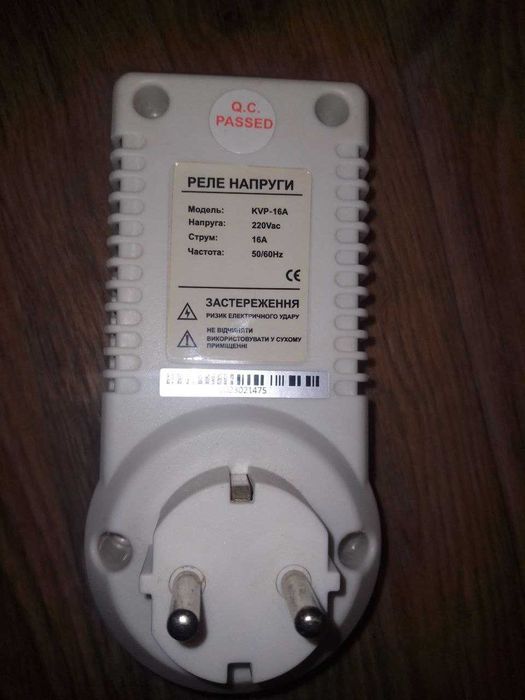 Q.C.
PASSED
РЕЛЕ НАПРУГИ
Модель: KVP-16A
Напруга: 220Vac
Струм: 16A
Частота: 50/60Hz
CE
ЗАСТЕРЕЖЕННЯ
РИЗИК ЕЛЕКТРИЧНОГО УДАРУ
НЕ ВІДЧИНЯТИ
ВИКОРИСТОВУВАТИ У СУХОМУ
ПРИМІЩЕННІ